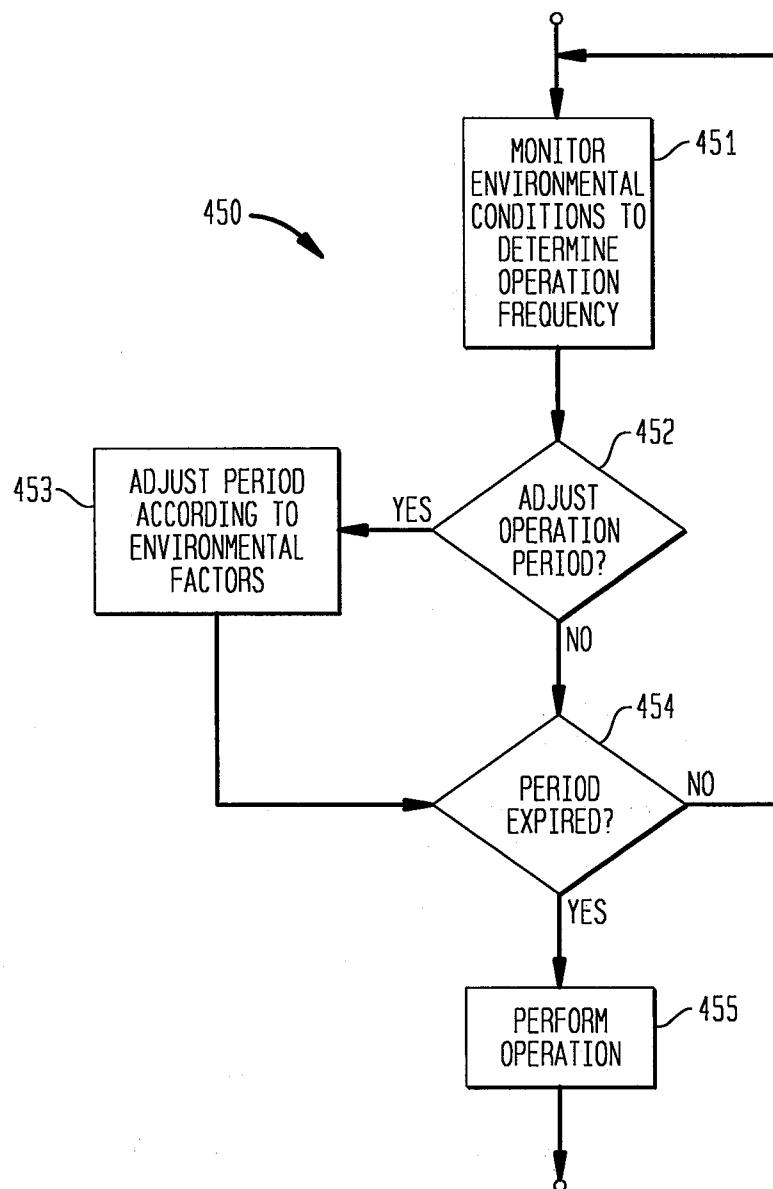 MONITOR
ENVIRONMENTAL
CONDITIONS TO
DETERMINE
OPERATION
FREQUENCY
451
450
452
ADJUST
OPERATION
PERIOD?
YES
NO
453
ADJUST PERIOD
ACCORDING TO
ENVIRONMENTAL
FACTORS
454
PERIOD
EXPIRED?
NO
YES
455
PERFORM
OPERATION